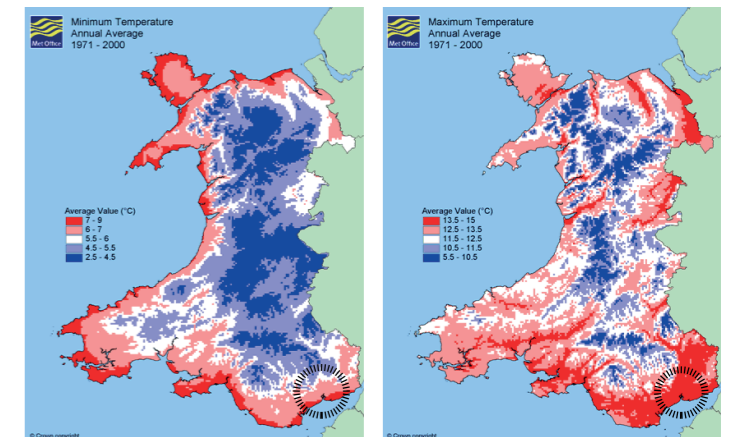 Met Office
Minimum Temperature
Annual Average
1971 - 2000
Average Value (°C)
7 - 9
6 - 7
5.5 - 6
4.5 - 5.5
2.5 - 4.5
© Crown copyright
Met Office
Maximum Temperature
Annual Average
1971 - 2000
Average Value (°C)
13.5 - 15
12.5 - 13.5
11.5 - 12.5
10.5 - 11.5
5.5 - 10.5
© Crown copyright